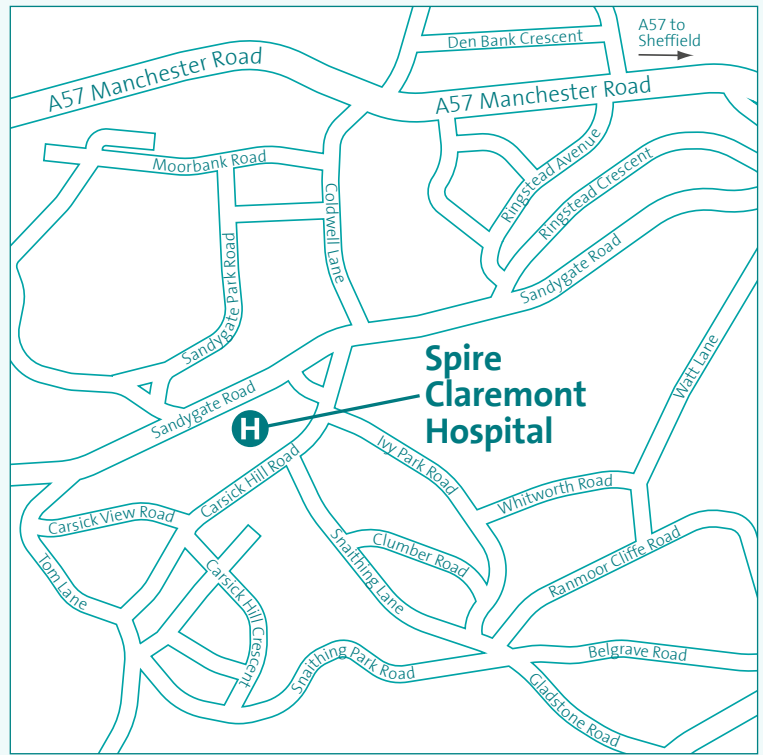 A57 to
Sheffield
Den Bank Crescent
A57 Manchester Road
A57 Manchester Road
Moorbank Road
Ringstead Avenue
Ringstead Crescent
Coldwell Lane
Sandygate Park Road
Sandygate Road
Sandygate Park Road
Spire
Claremont
Hospital
Watt Lane
Sandygate Road
H
Ivy Park Road
Carsick Hill Road
Whitworth Road
Carsick View Road
Snaithing Lane
Clumber Road
Ranmoor Cliffe Road
Tom Lane
Carsick Hill Crescent
Snaithing Park Road
Belgrave Road
Gladstone Road